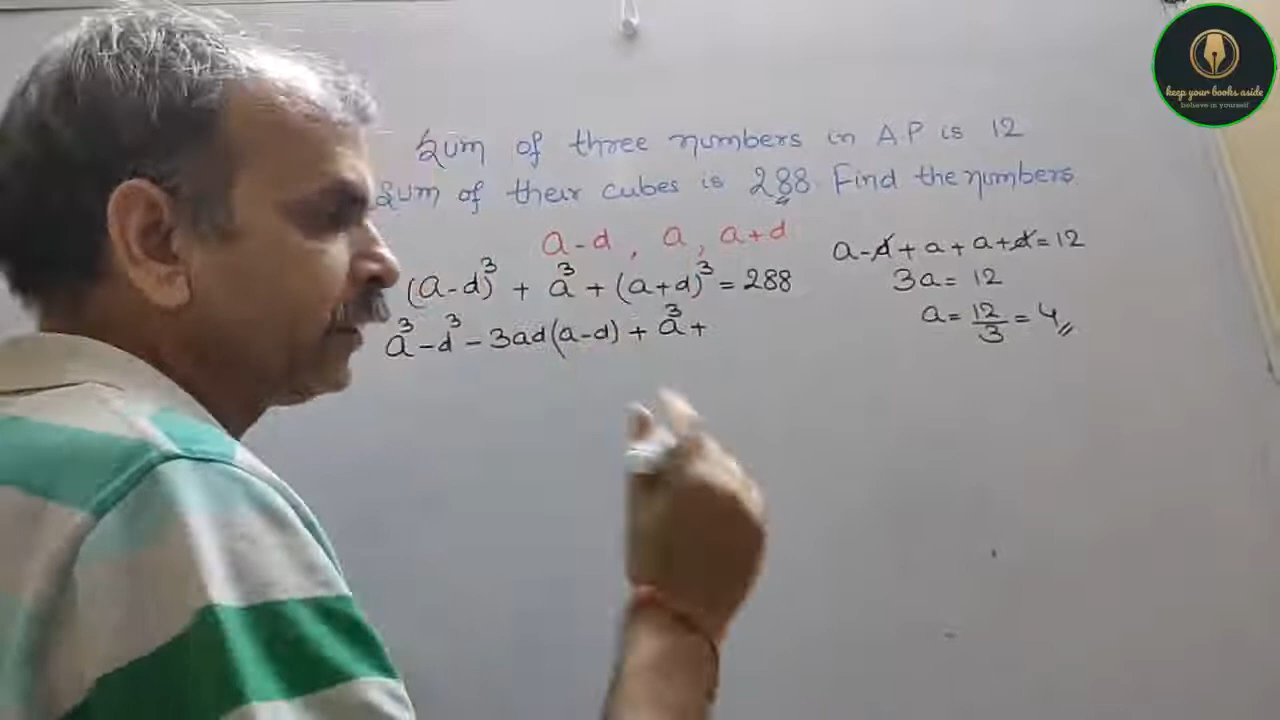 Sum of three numbers in A.P is 12
Sum of their cubes is 288. Find the numbers.
a-d, a, a+d
(a-d)³ + a³ + (a+d)³ = 288
a³ - d³ - 3ad(a-d) + a³ +
a-d+a+a+d=12
3a=12
a=12/3=4
keep your books aside
believe in yourself